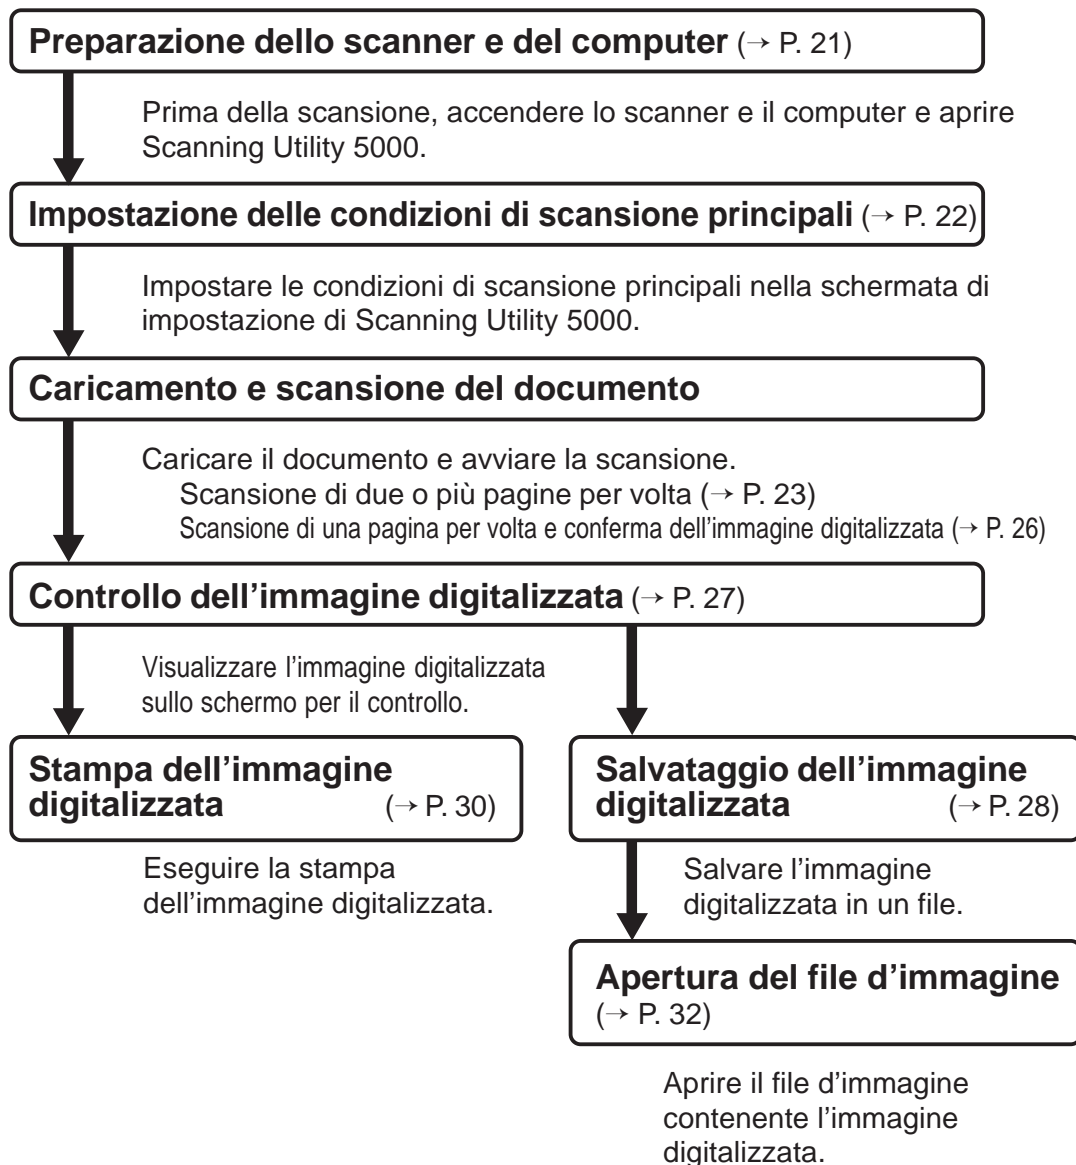 Preparazione dello scanner e del computer (→ P. 21)
Prima della scansione, accendere lo scanner e il computer e aprire
Scanning Utility 5000.
Impostazione delle condizioni di scansione principali (→ P. 22)
Impostare le condizioni di scansione principali nella schermata di
impostazione di Scanning Utility 5000.
Caricamento e scansione del documento
Caricare il documento e avviare la scansione.
Scansione di due o più pagine per volta (→ P. 23)
Scansione di una pagina per volta e conferma dell’immagine digitalizzata (→ P. 26)
Controllo dell’immagine digitalizzata (→ P. 27)
Visualizzare l’immagine digitalizzata
sullo schermo per il controllo.
Stampa dell’immagine
digitalizzata (→ P. 30)
Eseguire la stampa
dell’immagine digitalizzata.
Salvataggio dell’immagine
digitalizzata (→ P. 28)
Salvare l’immagine
digitalizzata in un file.
Apertura del file d’immagine
(→ P. 32)
Aprire il file d’immagine
contenente l’immagine
digitalizzata.